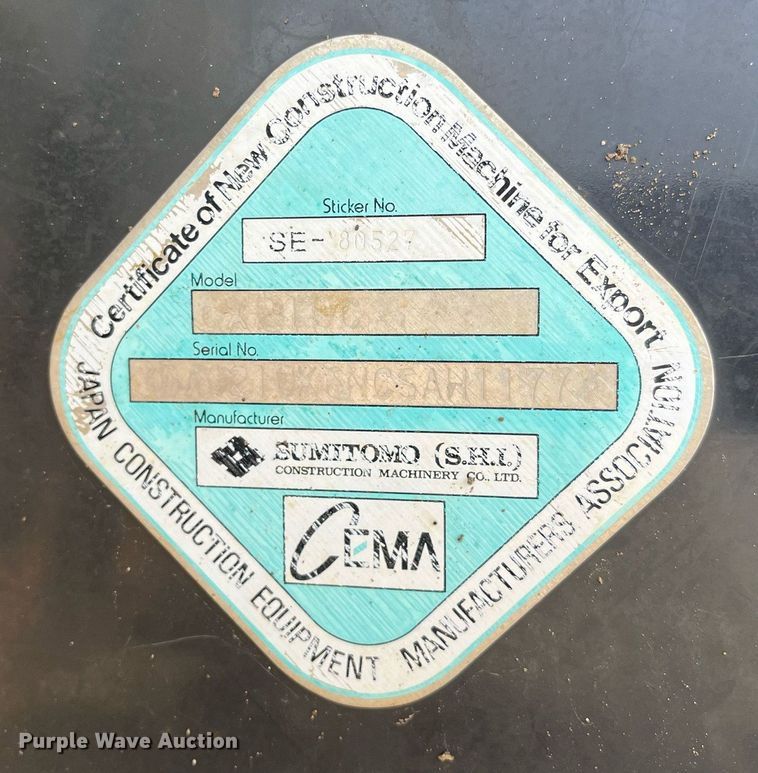 Certificate of New Construction Machine for Export
Sticker No.
SE-80527
Model
Serial No.
Manufacturer
SUMITOMO (S.H.I.)
CONSTRUCTION MACHINERY CO., LTD.
CEMA
JAPAN CONSTRUCTION EQUIPMENT MANUFACTURERS ASSOCIATION
Purple Wave Auction